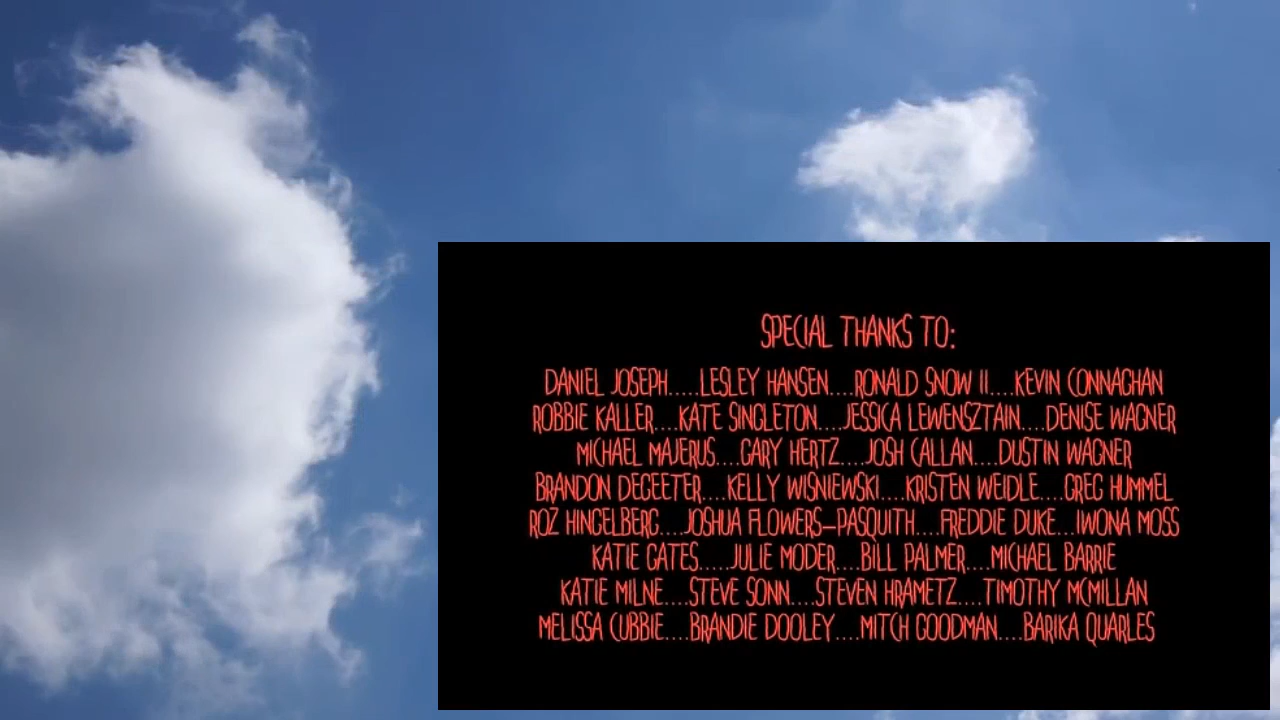 SPECIAL THANKS TO:
DANIEL JOSEPH.....LESLEY HANSEN....RONALD SNOW II....KEVIN CONNAGHAN
ROBBIE KALLER....KATE SINGLETON....JESSICA LEWENSZTAIN....DENISE WAGNER
MICHAEL MAJERUS....GARY HERTZ....JOSH CALLAN....DUSTIN WAGNER
BRANDON DEGEETER....KELLY WISNIEWSKI....KRISTEN WEIDLE....GREG HUMMEL
ROZ HINGELBERG....JOSHUA FLOWERS-PASQUITH....FREDDIE DUKE...IWONA MOSS
KATIE GATES.....JULIE MODER....BILL PALMER....MICHAEL BARRIE
KATIE MILNE....STEVE SONN....STEVEN HRAMETZ....TIMOTHY MCMILLAN
MELISSA CUBBIE....BRANDIE DOOLEY....MITCH GOODMAN....BARIKA QUARLES